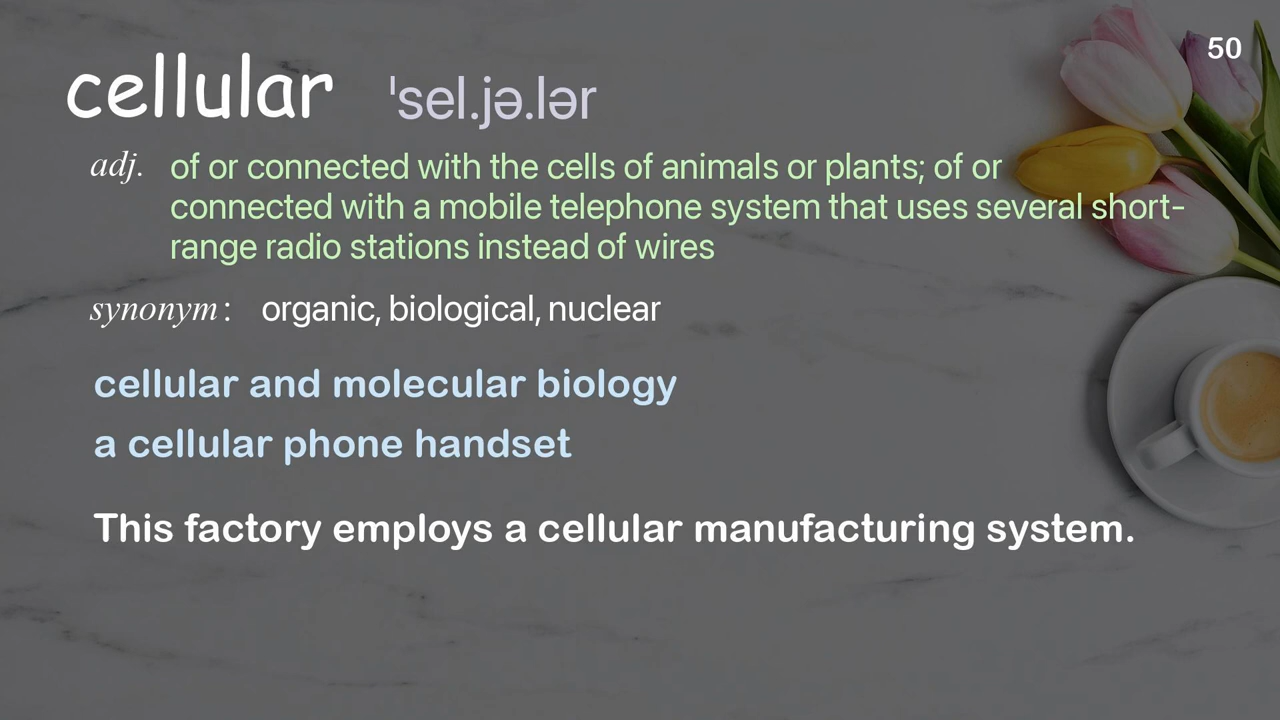 50
cellular ˈsel.jə.lər
adj. of or connected with the cells of animals or plants; of or
connected with a mobile telephone system that uses several short-
range radio stations instead of wires
synonym: organic, biological, nuclear
cellular and molecular biology
a cellular phone handset
This factory employs a cellular manufacturing system.